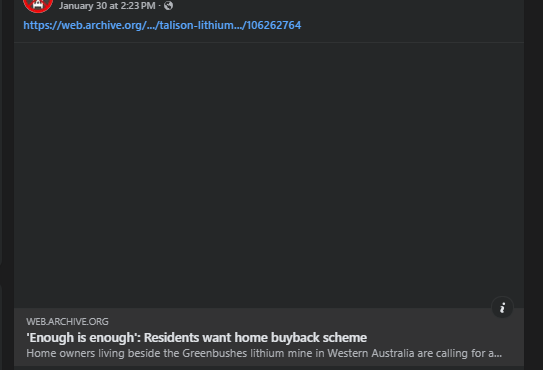 January 30 at 2:23 PM ·
https://web.archive.org/.../talison-lithium.../106262764
i
WEB.ARCHIVE.ORG
'Enough is enough': Residents want home buyback scheme
Home owners living beside the Greenbushes lithium mine in Western Australia are calling for a...